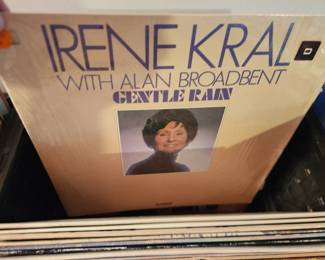 IRENE KRAL
WITH ALAN BROADBENT
GENTLE RAIN